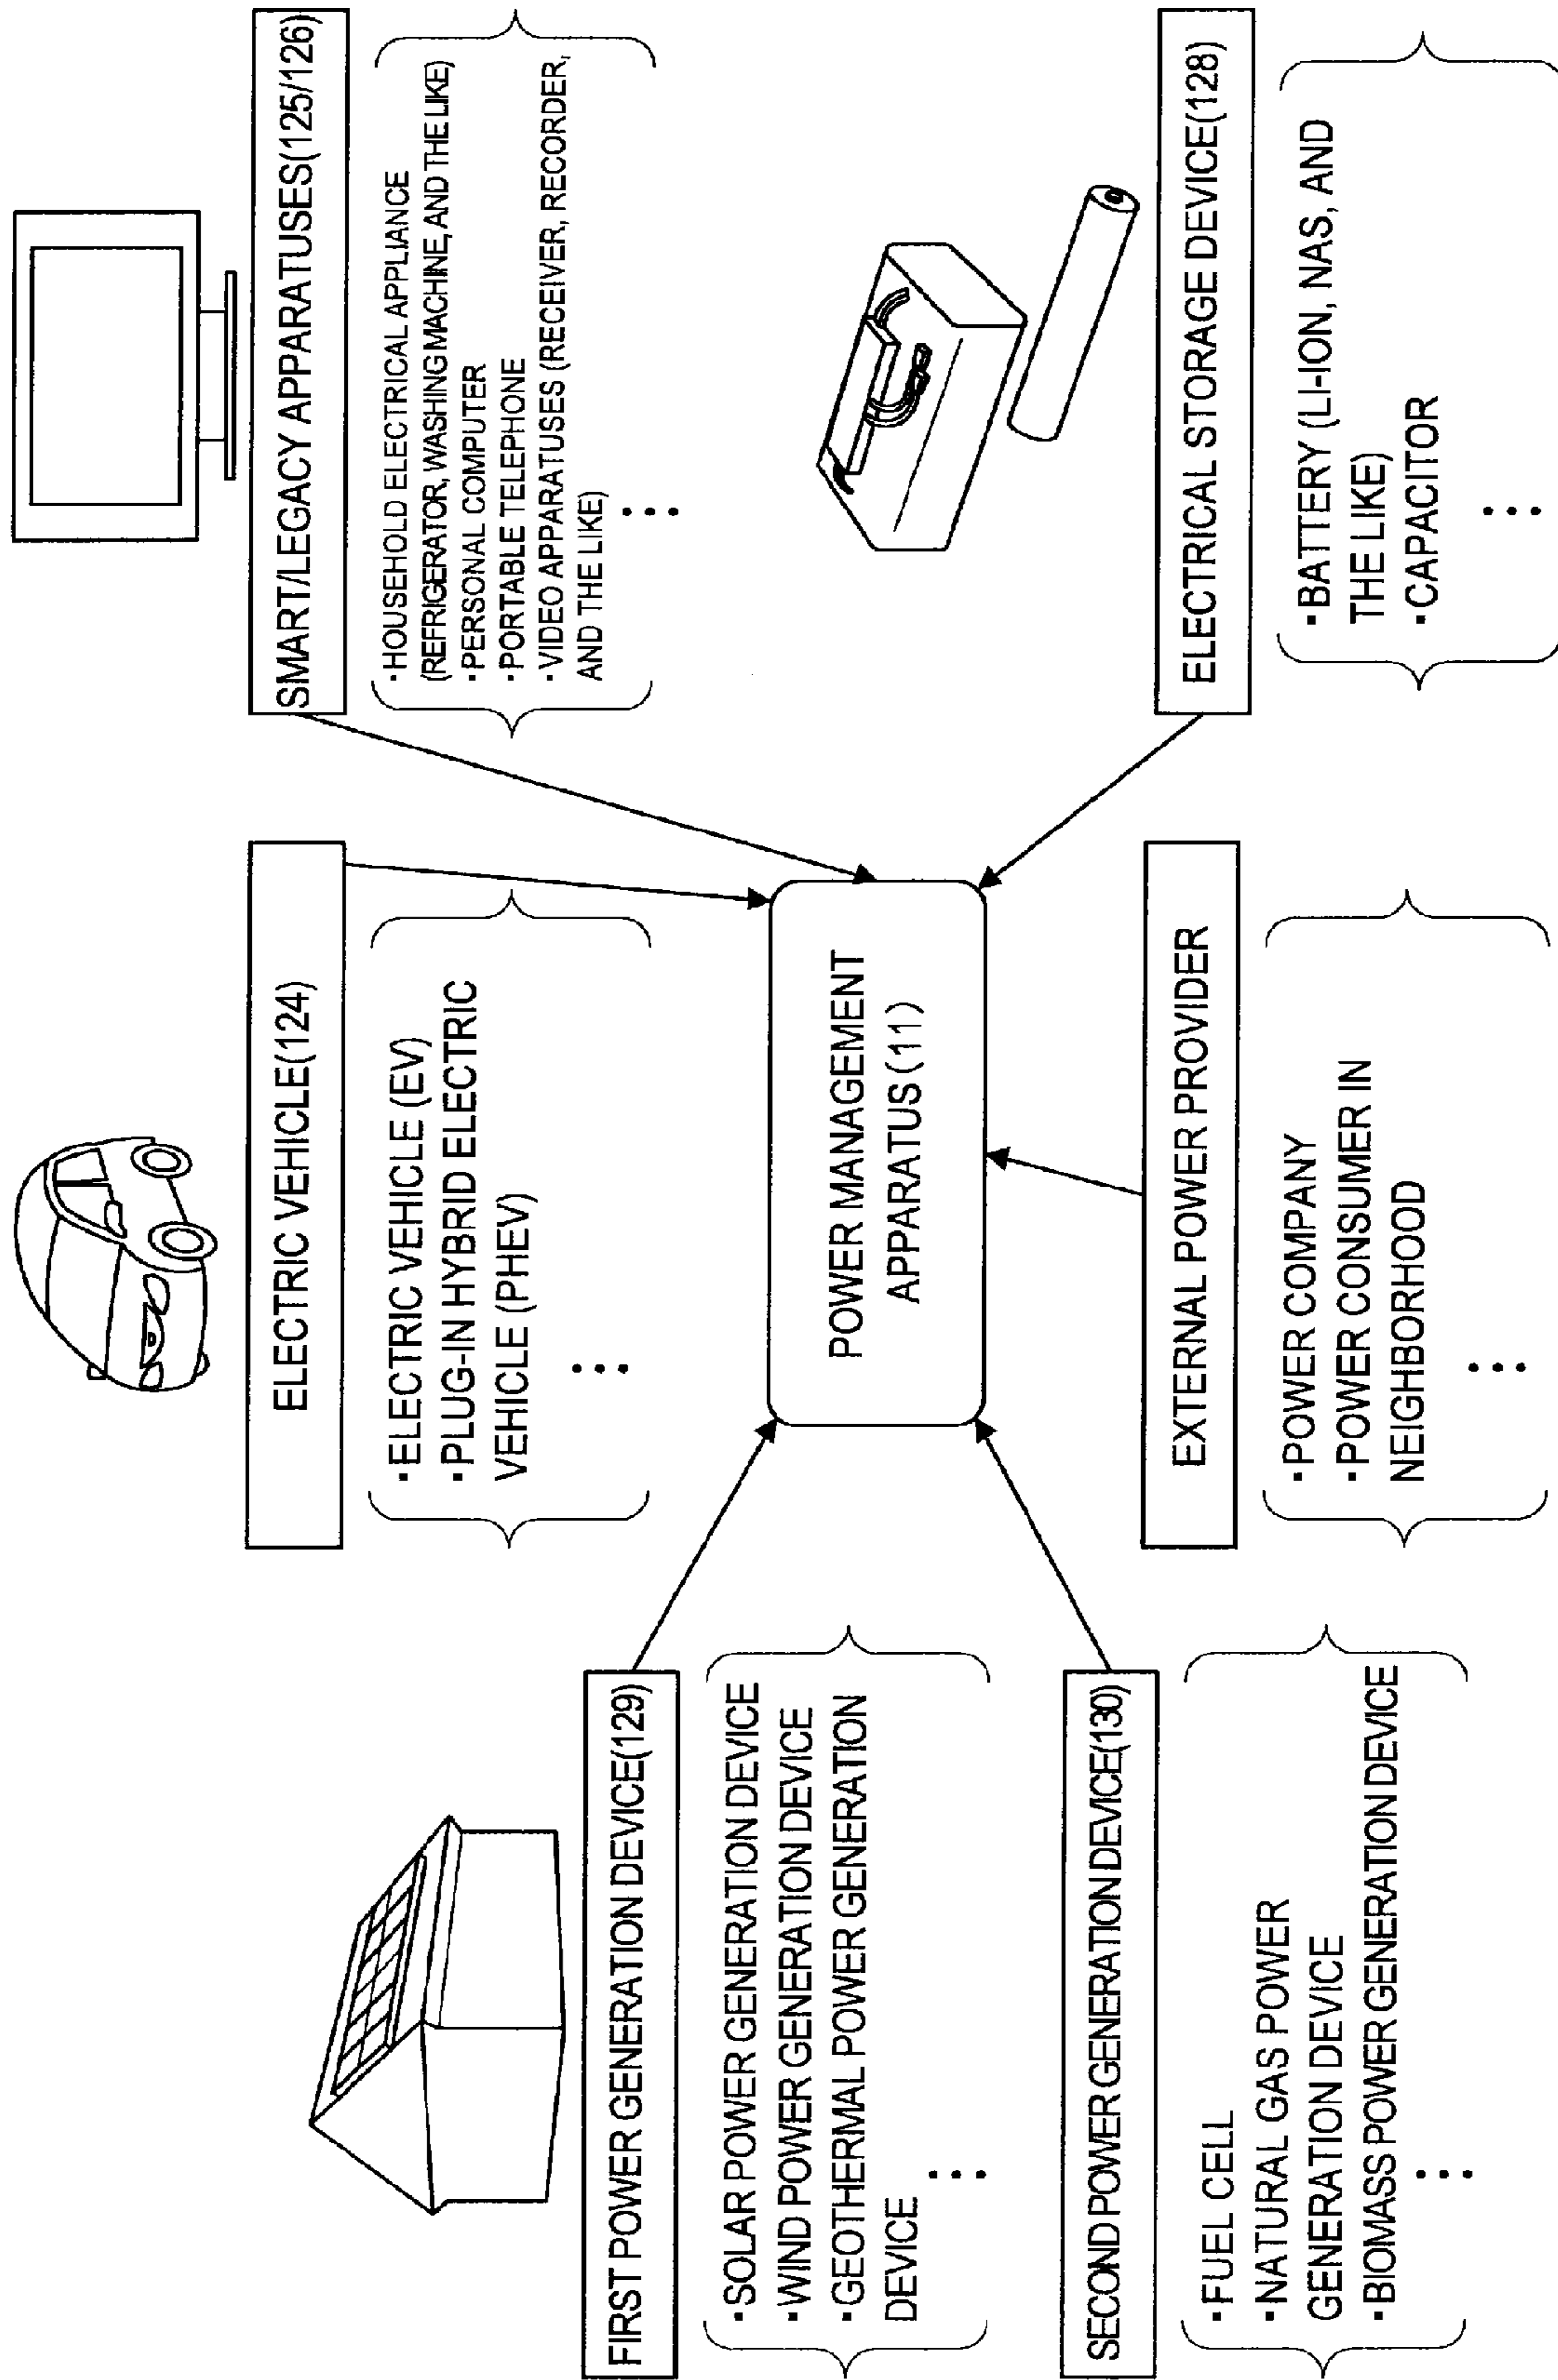 FIRST POWER GENERATION DEVICE(129)
・SOLAR POWER GENERATION DEVICE
・WIND POWER GENERATION DEVICE
・GEOTHERMAL POWER GENERATION
DEVICE
...
SECOND POWER GENERATION DEVICE(130)
・FUEL CELL
・NATURAL GAS POWER
GENERATION DEVICE
・BIOMASS POWER GENERATION DEVICE
...
ELECTRIC VEHICLE(124)
・ELECTRIC VEHICLE (EV)
・PLUG-IN HYBRID ELECTRIC
VEHICLE (PHEV)
...
POWER MANAGEMENT
APPARATUS(11)
EXTERNAL POWER PROVIDER
・POWER COMPANY
・POWER CONSUMER IN
NEIGHBORHOOD
...
SMART/LEGACY APPARATUSES(125/126)
・HOUSEHOLD ELECTRICAL APPLIANCE
(REFRIGERATOR, WASHING MACHINE, AND THE LIKE)
・PERSONAL COMPUTER
・PORTABLE TELEPHONE
・VIDEO APPARATUSES (RECEIVER, RECORDER,
AND THE LIKE)
...
ELECTRICAL STORAGE DEVICE(128)
・BATTERY (LI-ION, NAS, AND
THE LIKE)
・CAPACITOR
...